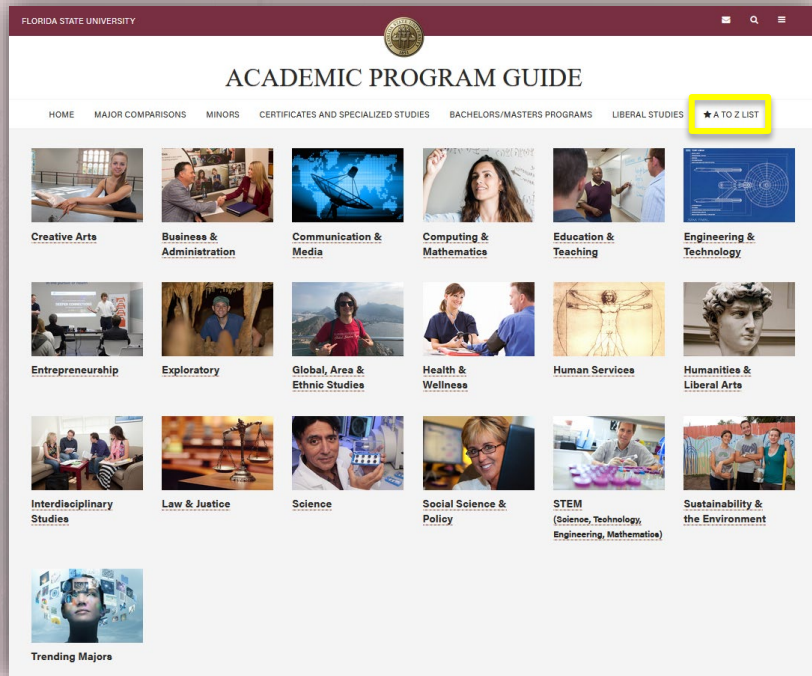 FLORIDA STATE UNIVERSITY
ACADEMIC PROGRAM GUIDE
HOME MAJOR COMPARISONS MINORS CERTIFICATES AND SPECIALIZED STUDIES BACHELORS/MASTERS PROGRAMS LIBERAL STUDIES ★ A TO Z LIST
Creative Arts
Business &
Administration
Communication &
Media
Computing &
Mathematics
Education &
Teaching
Engineering &
Technology
Entrepreneurship
Exploratory
Global, Area &
Ethnic Studies
Health &
Wellness
Human Services
Humanities &
Liberal Arts
Interdisciplinary
Studies
Law & Justice
Science
Social Science &
Policy
STEM
(Science, Technology,
Engineering, Mathematics)
Sustainability &
the Environment
Trending Majors